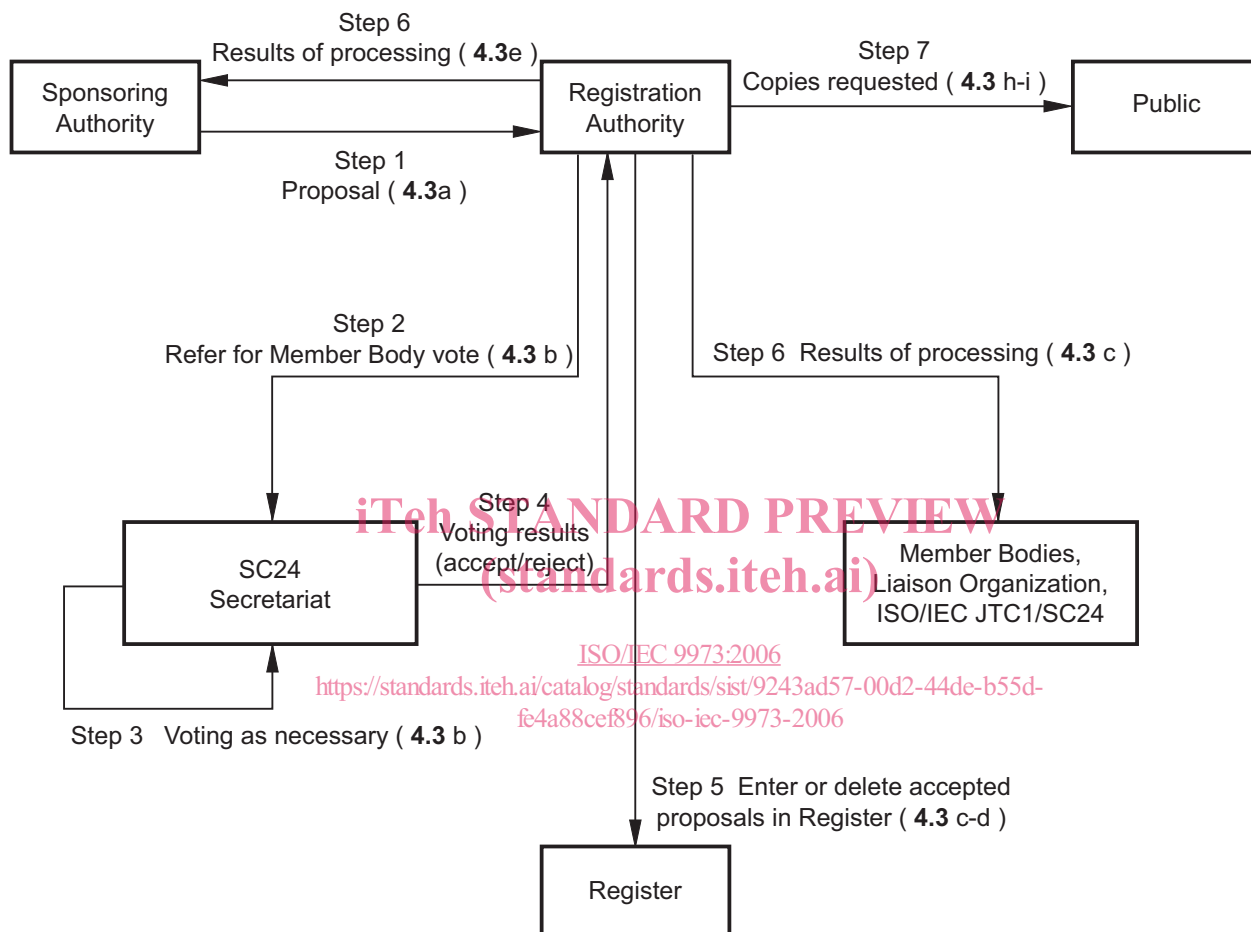 Step 6
Results of processing ( 4.3e )
Sponsoring
Authority
Step 1
Proposal ( 4.3a )
Registration
Authority
Step 7
Copies requested ( 4.3 h-i )
Public
Step 2
Refer for Member Body vote ( 4.3 b )
Step 6 Results of processing ( 4.3 c )
iTeh STANDARD PREVIEW
(standards.iteh.ai)
SC24
Secretariat
Step 4
Voting results
(accept/reject)
Member Bodies,
Liaison Organization,
ISO/IEC JTC1/SC24
ISO/IEC 9973:2006
https://standards.iteh.ai/catalog/standards/sist/9243ad57-00d2-44de-b55d-
fe4a88cef896/iso-iec-9973-2006
Step 3 Voting as necessary ( 4.3 b )
Step 5 Enter or delete accepted
proposals in Register ( 4.3 c-d )
Register